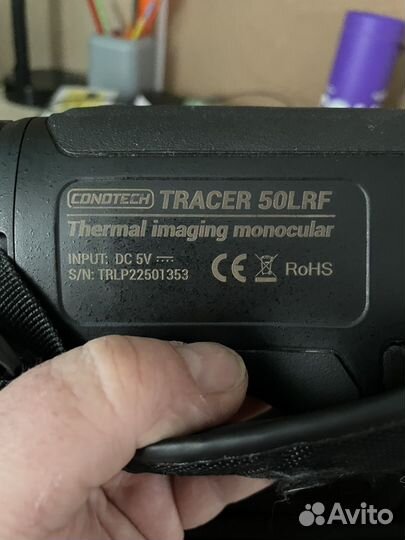 CONOTECH TRACER 50LRF
Thermal imaging monocular
INPUT: DC 5V
S/N: TRLP22501353
CE RoHS
Avito